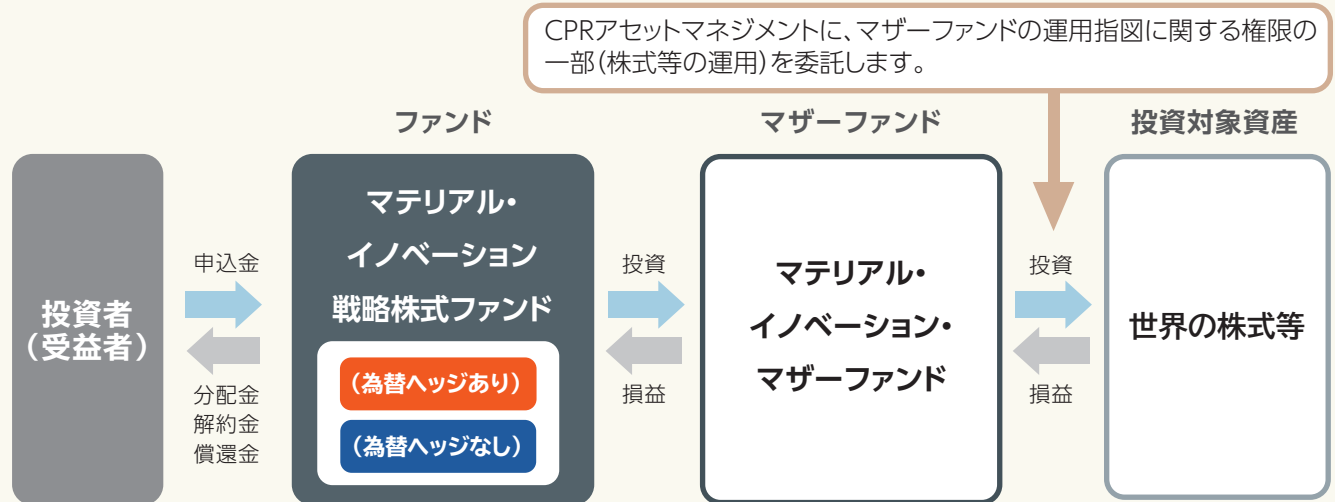 CPRアセットマネジメントに、マザーファンドの運用指図に関する権限の
一部(株式等の運用)を委託します。
ファンド
マザーファンド
投資対象資産
投資者
(受益者)
申込金
分配金
解約金
償還金
マテリアル・
イノベーション
戦略株式ファンド
(為替ヘッジあり)
(為替ヘッジなし)
投資
損益
マテリアル・
イノベーション・
マザーファンド
投資
損益
世界の株式等